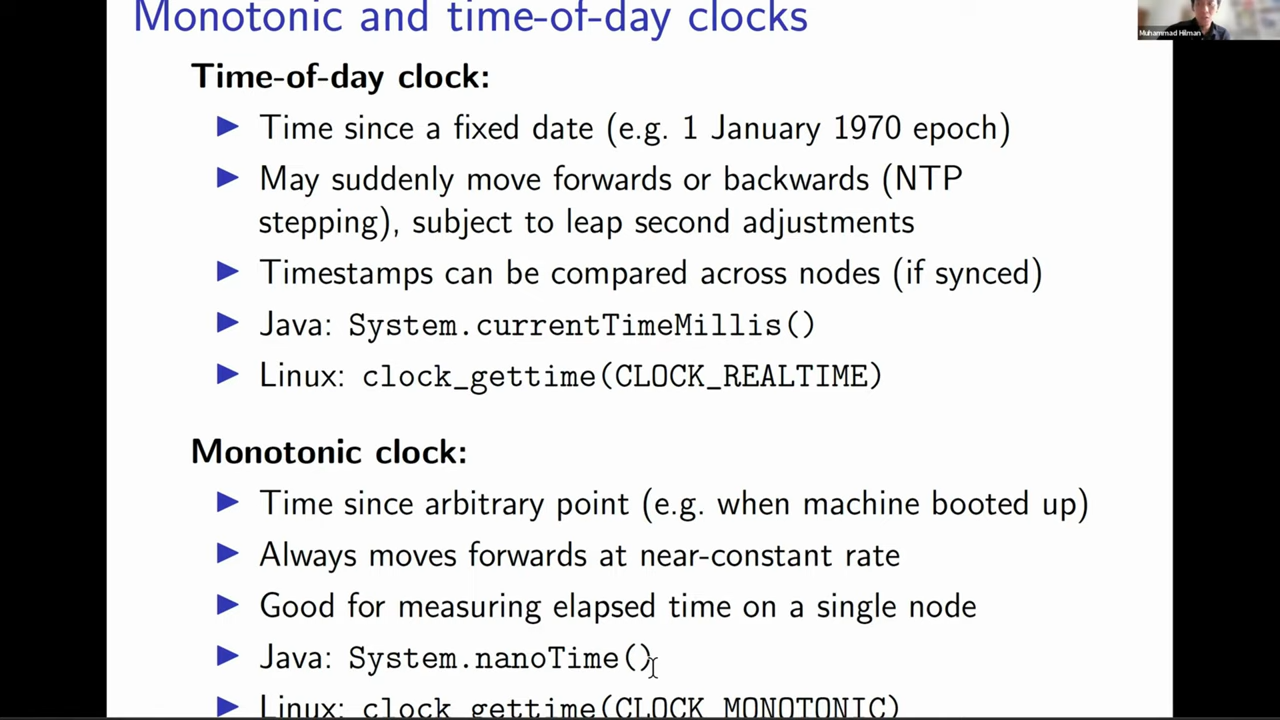 Monotonic and time-of-day clocks
Muhammad Hilman
Time-of-day clock:
▶ Time since a fixed date (e.g. 1 January 1970 epoch)
▶ May suddenly move forwards or backwards (NTP
stepping), subject to leap second adjustments
▶ Timestamps can be compared across nodes (if synced)
▶ Java: System.currentTimeMillis()
▶ Linux: clock_gettime(CLOCK_REALTIME)
Monotonic clock:
▶ Time since arbitrary point (e.g. when machine booted up)
▶ Always moves forwards at near-constant rate
▶ Good for measuring elapsed time on a single node
▶ Java: System.nanoTime()
▶ Linux: clock_gettime(CLOCK_MONOTONIC)